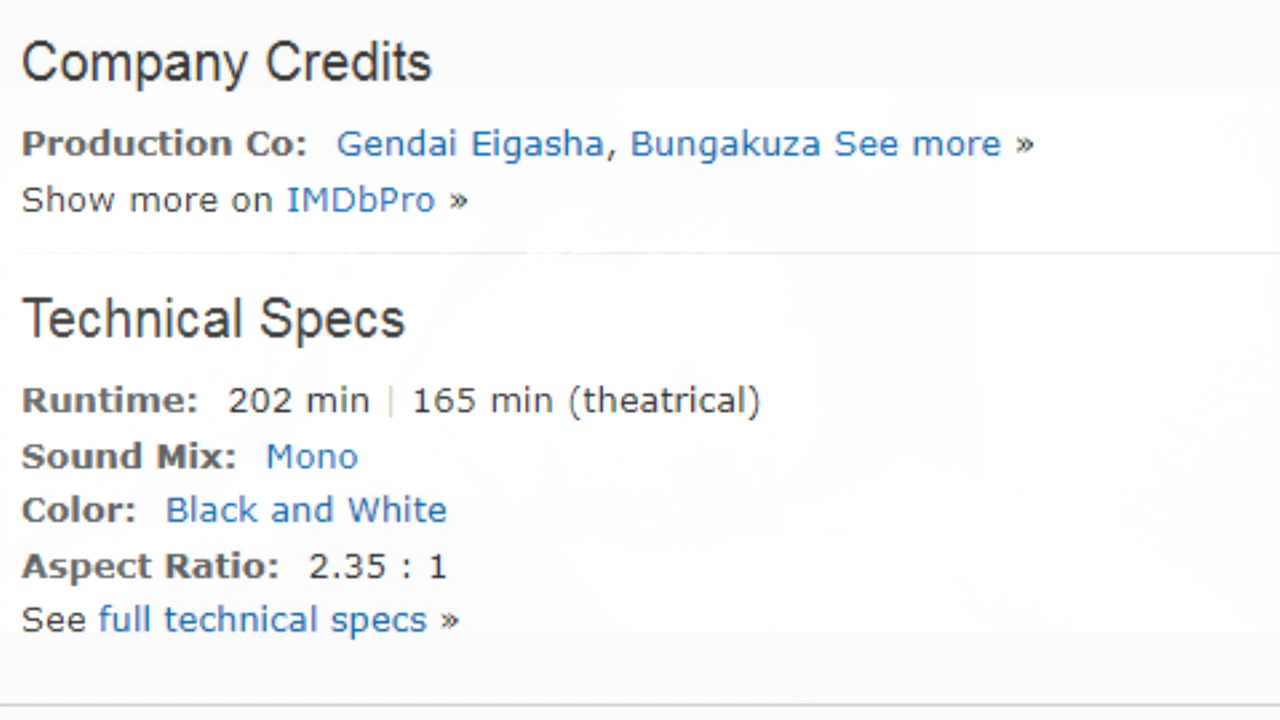 Company Credits
Production Co: Gendai Eigasha, Bungakuza See more »
Show more on IMDbPro »
Technical Specs
Runtime: 202 min | 165 min (theatrical)
Sound Mix: Mono
Color: Black and White
Aspect Ratio: 2.35 : 1
See full technical specs »